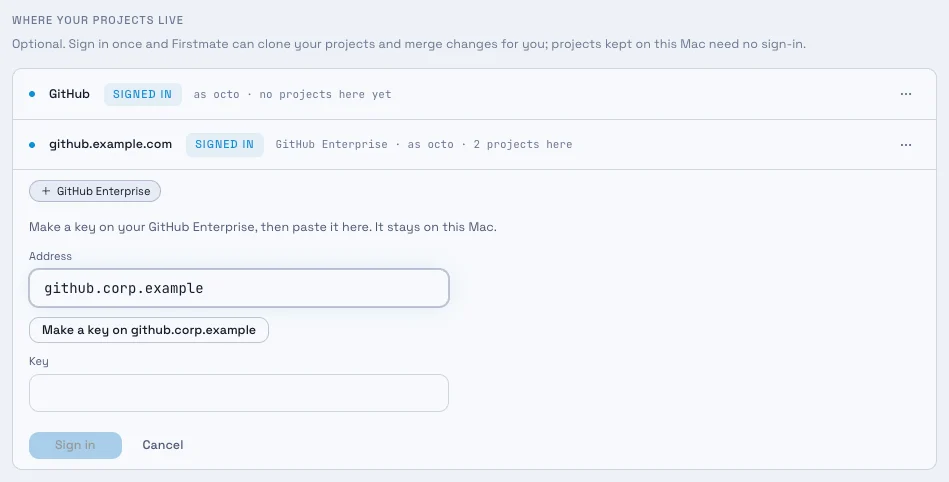 WHERE YOUR PROJECTS LIVE
Optional. Sign in once and Firstmate can clone your projects and merge changes for you; projects kept on this Mac need no sign-in.
GitHub SIGNED IN as octo · no projects here yet ···
github.example.com SIGNED IN GitHub Enterprise · as octo · 2 projects here ···
+ GitHub Enterprise
Make a key on your GitHub Enterprise, then paste it here. It stays on this Mac.
Address
github.corp.example
Make a key on github.corp.example
Key
Sign in Cancel